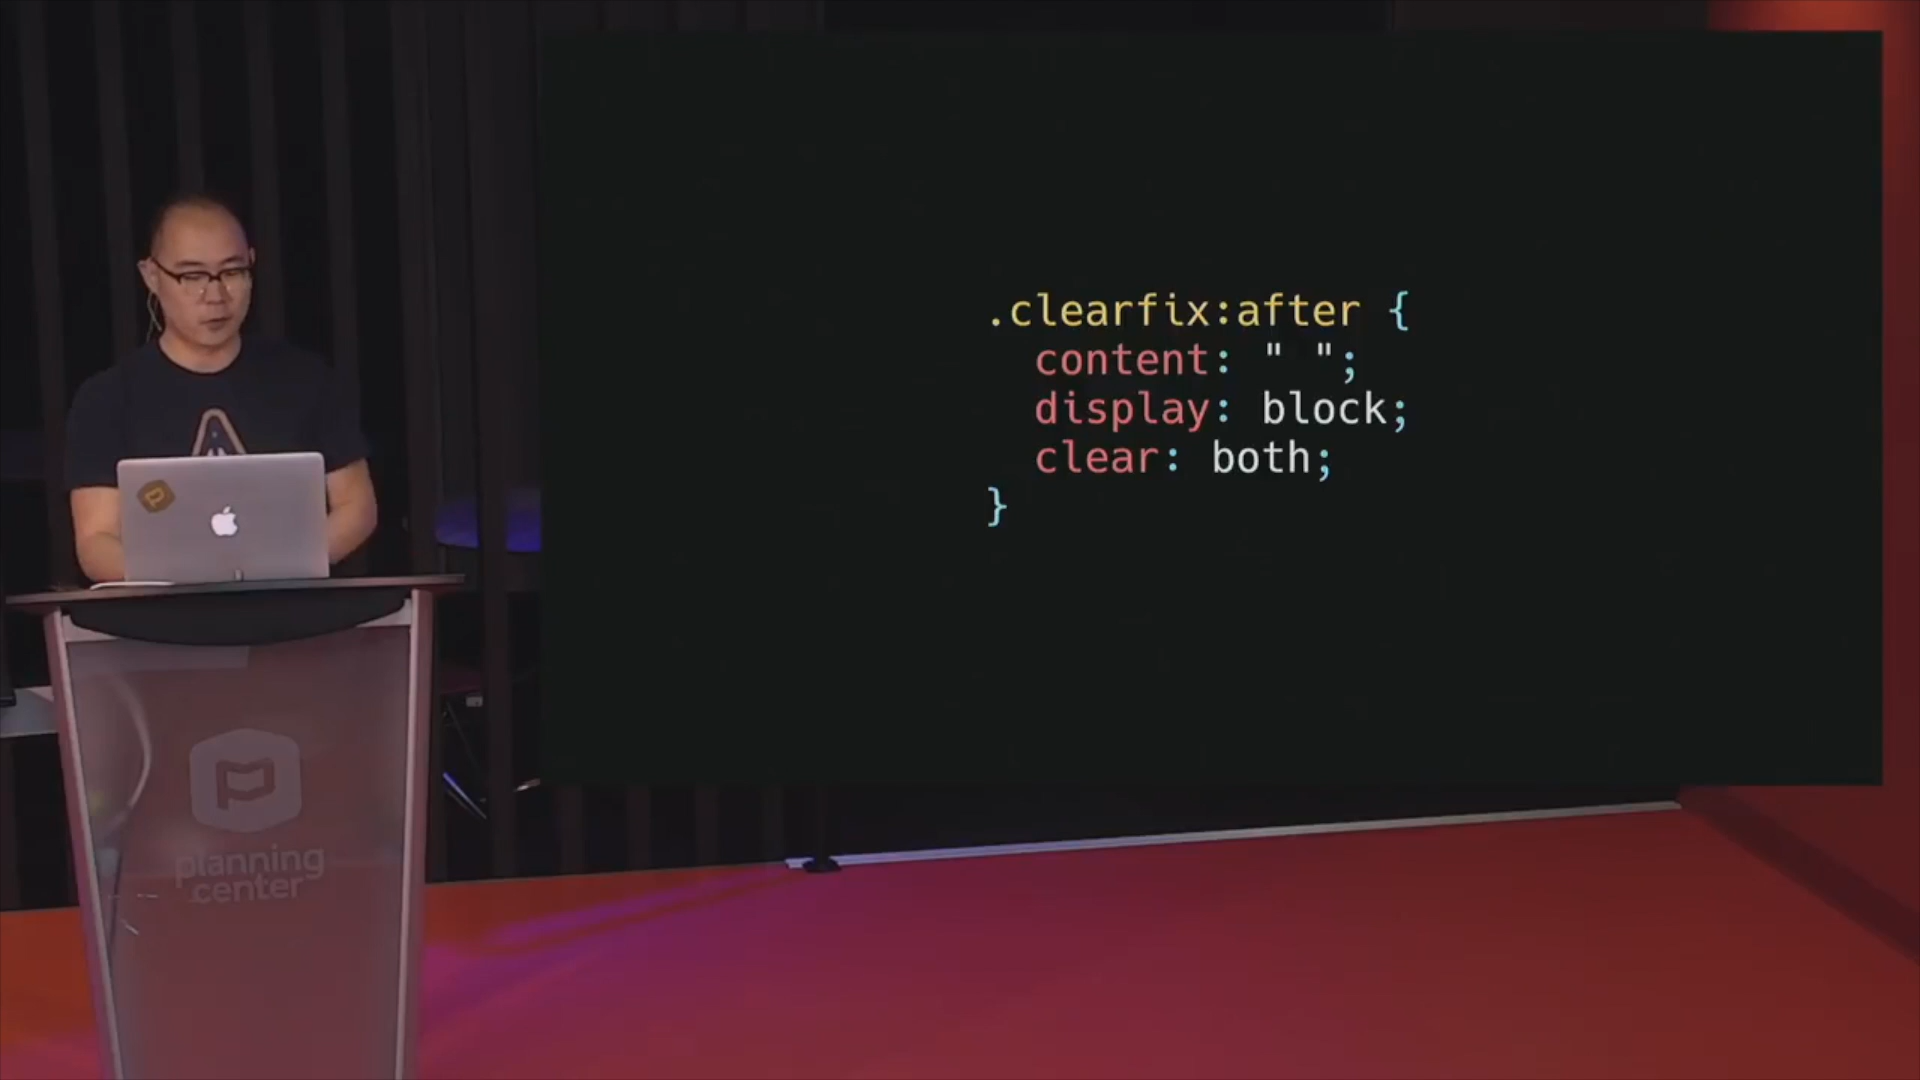 .clearfix:after {
  content: " ";
  display: block;
  clear: both;
}
planning
center